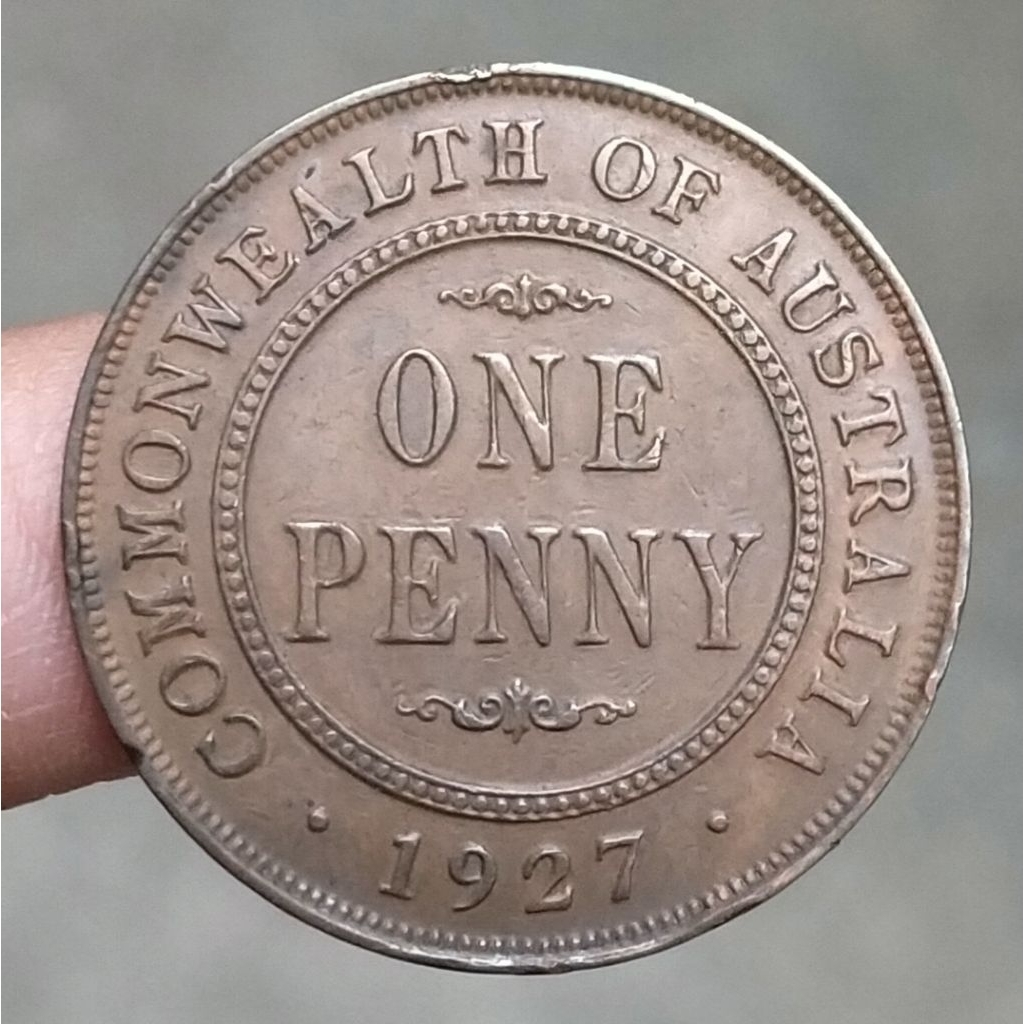 COMMONWEALTH OF AUSTRALIA
ONE
PENNY
· 1927 ·